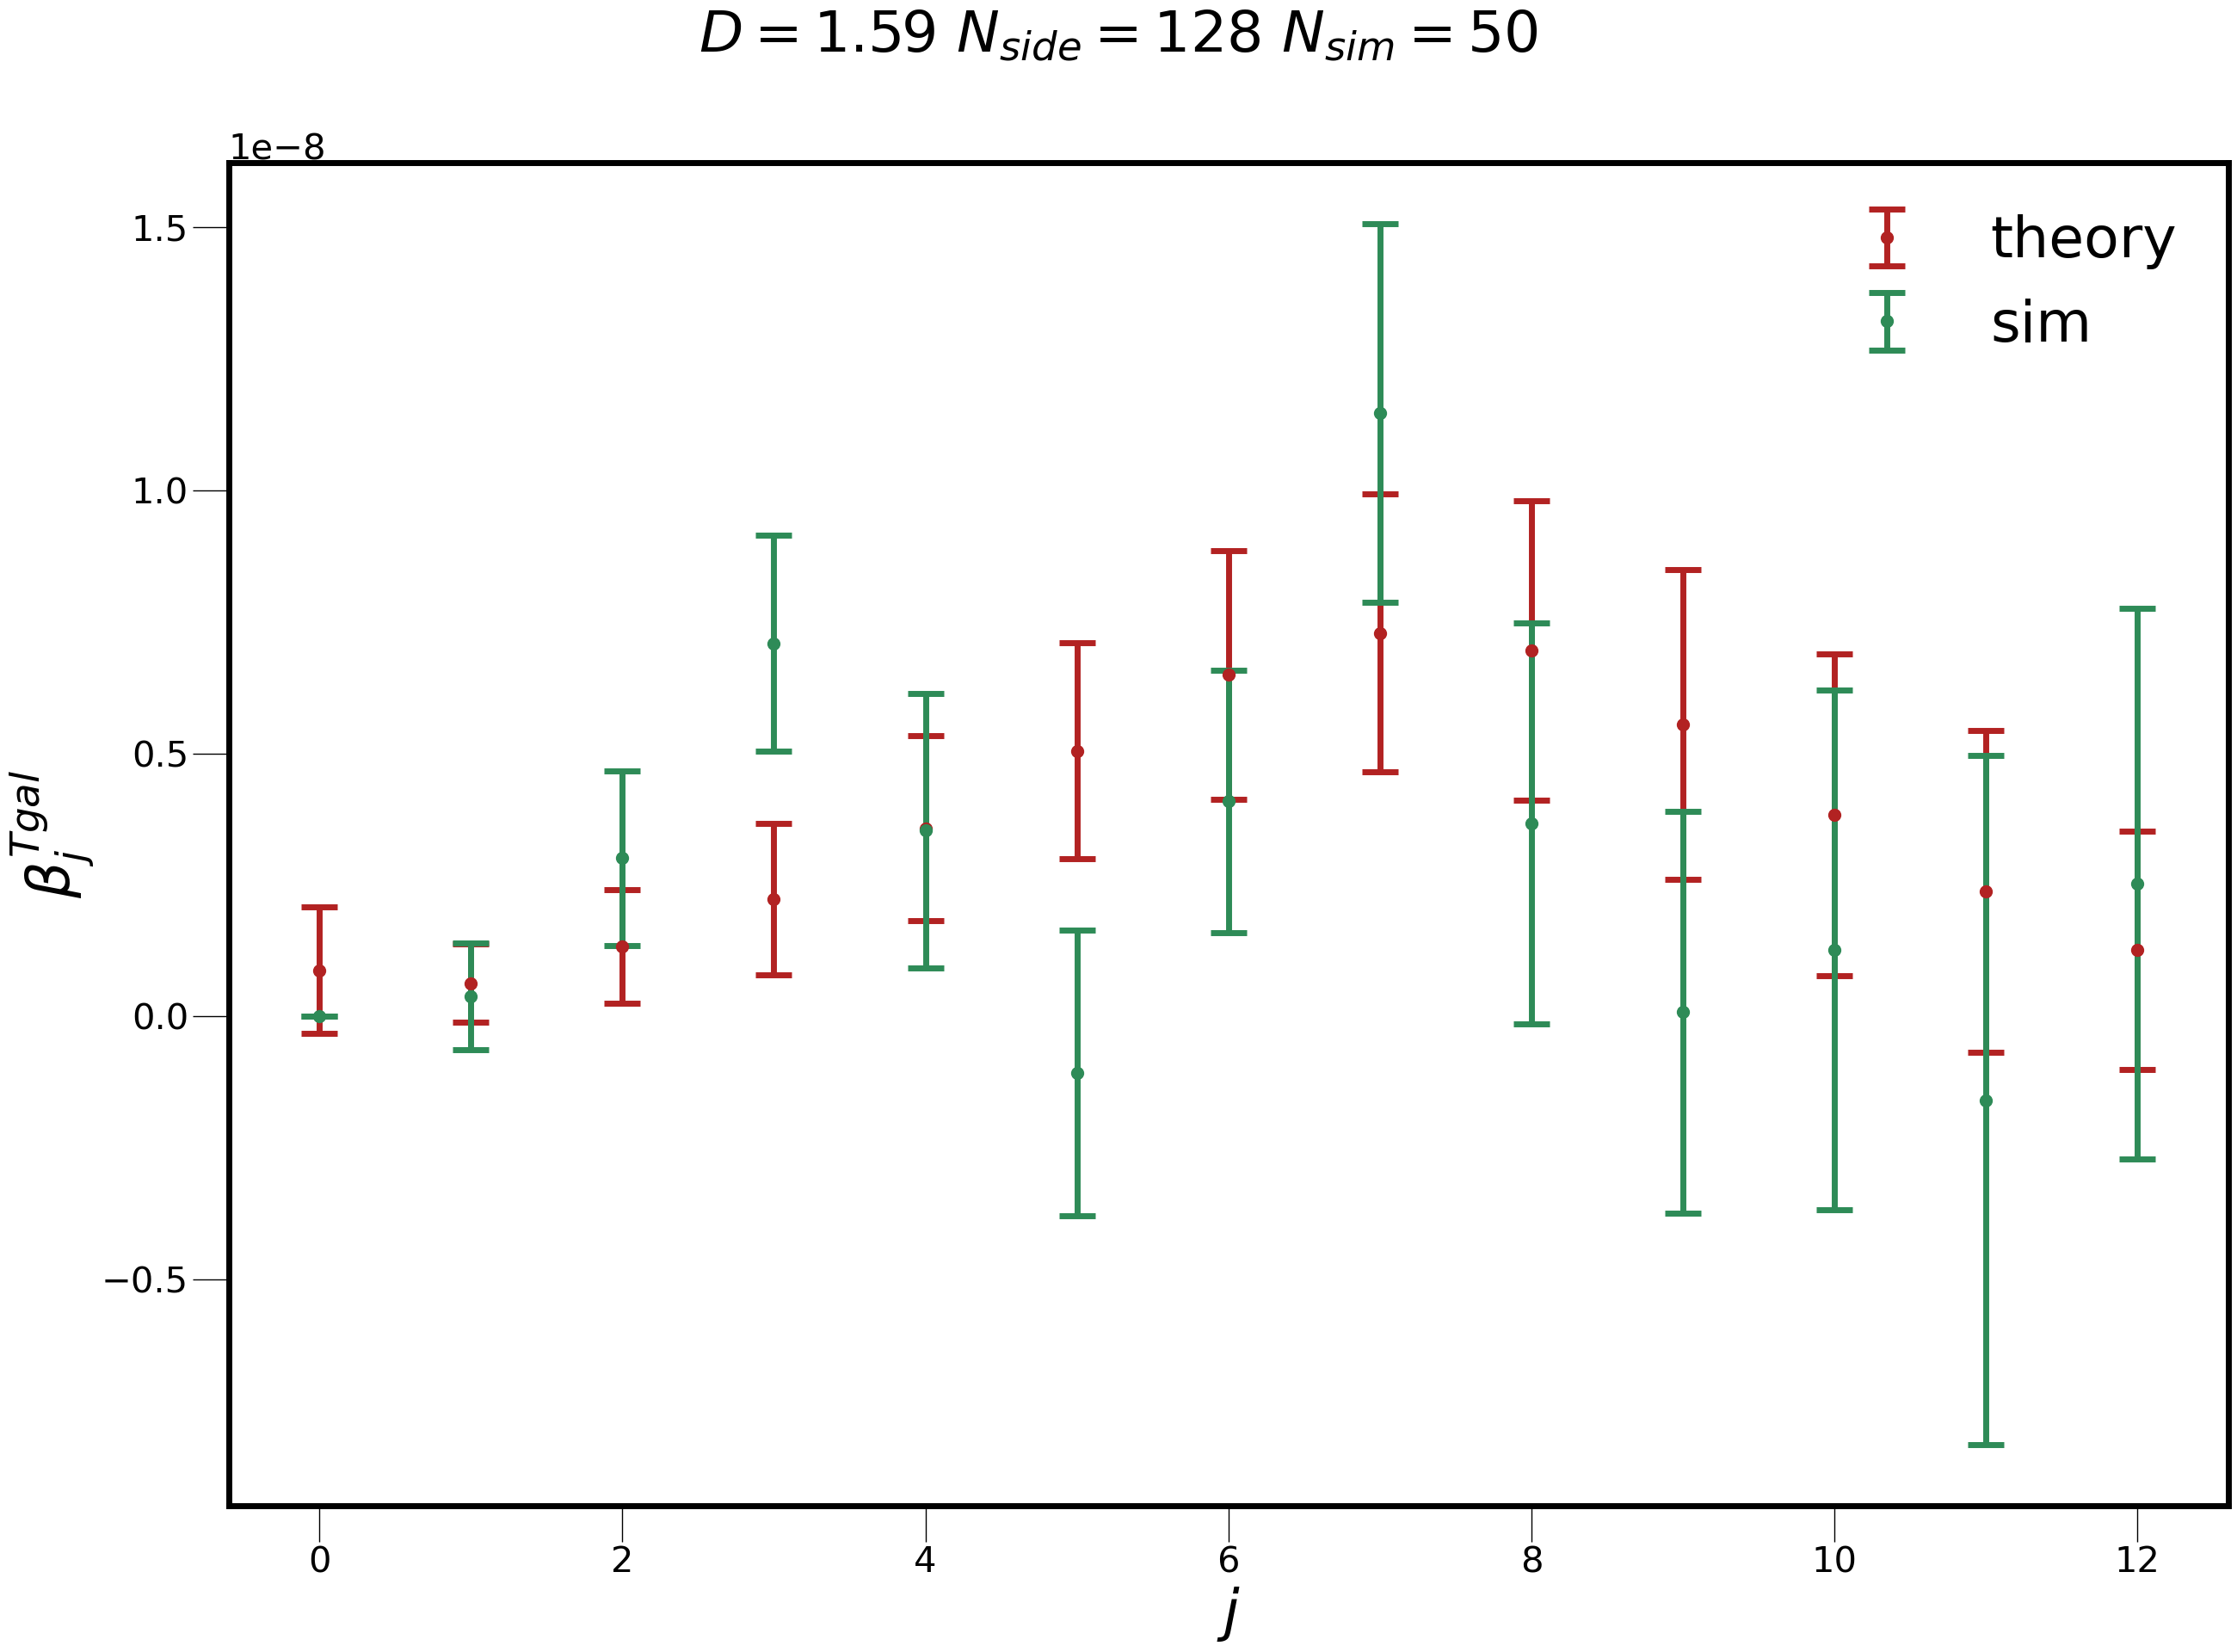 D = 1.59 N_side = 128 N_sim = 50
1e−8
1.5
1.0
0.5
0.0
−0.5
theory
sim
β_j^{Tgal}
0 2 4 6 8 10 12
j